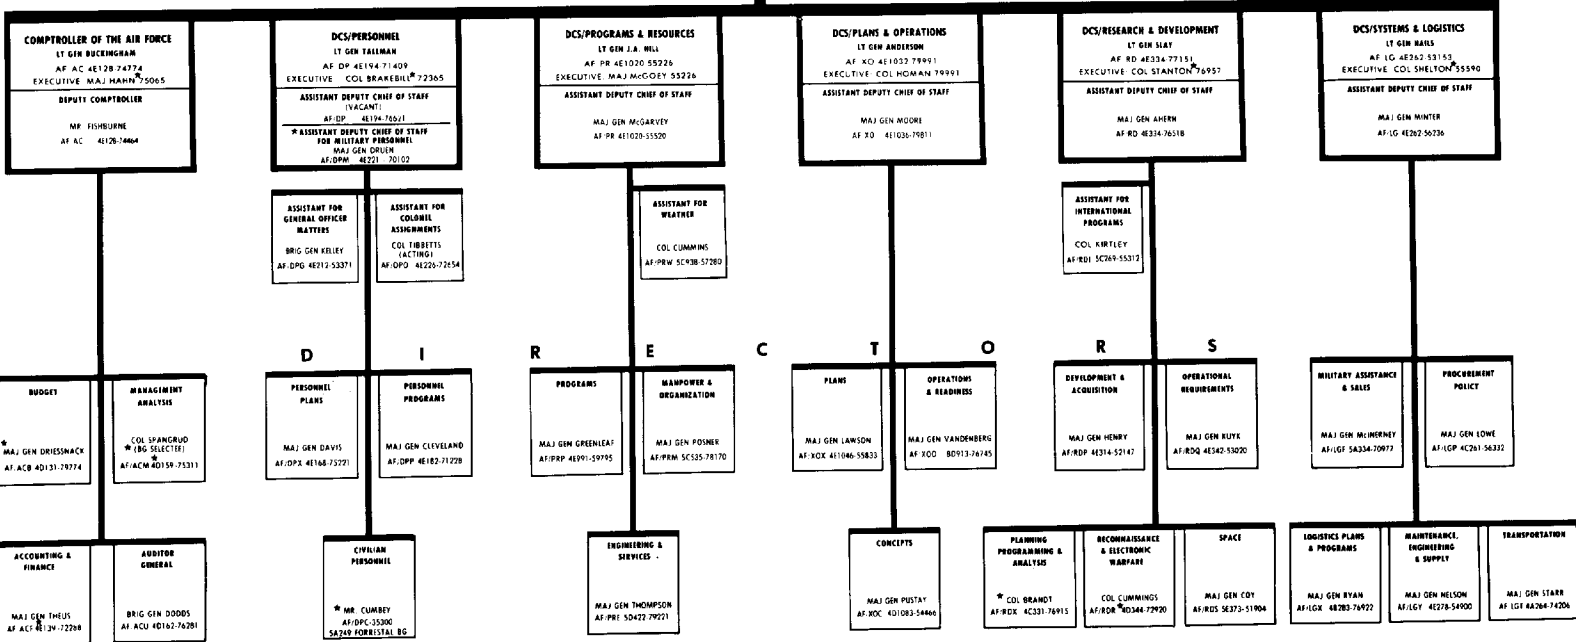 COMPTROLLER OF THE AIR FORCE
LT GEN BUCKINGHAM
AF AC 4E128-74774
EXECUTIVE MAJ HAHN★75065
DEPUTY COMPTROLLER
MR FISHBURNE
AF AC 4E128-74464
DCS/PERSONNEL
LT GEN TALLMAN
AF DP 4E194-71409
EXECUTIVE COL BRAKEBILL★72365
ASSISTANT DEPUTY CHIEF OF STAFF
(VACANT)
AF/DP 4E194-76621
★ASSISTANT DEPUTY CHIEF OF STAFF
FOR MILITARY PERSONNEL
MAJ GEN DRUEN
AF/DPM 4E221-70102
DCS/PROGRAMS & RESOURCES
LT GEN J.A. HILL
AF PR 4E1020 55226
EXECUTIVE: MAJ McGOEY 55226
ASSISTANT DEPUTY CHIEF OF STAFF
MAJ GEN McGARVEY
AF/PR 4E1020-55520
DCS/PLANS & OPERATIONS
LT GEN ANDERSON
AF XO 4E1032 79991
EXECUTIVE: COL HOMAN 79991
ASSISTANT DEPUTY CHIEF OF STAFF
MAJ GEN MOORE
AF XO 4E1036-79811
DCS/RESEARCH & DEVELOPMENT
LT GEN SLAY
AF RD 4E334-77151
EXECUTIVE: COL STANTON★76957
ASSISTANT DEPUTY CHIEF OF STAFF
MAJ GEN AHERN
AF/RD 4E334-76518
DCS/SYSTEMS & LOGISTICS
LT GEN NAILS
AF LG 4E262-53153
EXECUTIVE COL SHELTON★55590
ASSISTANT DEPUTY CHIEF OF STAFF
MAJ GEN MINTER
AF/LG 4E262-56236
ASSISTANT FOR
GENERAL OFFICER
MATTERS
BRIG GEN KELLEY
AF/DPG 4E212-53371
ASSISTANT FOR
COLONEL
ASSIGNMENTS
COL TIBBETTS
(ACTING)
AF/DPO 4E226-72654
ASSISTANT FOR
WEATHER
COL CUMMINS
AF/PRW 5C938-57280
ASSISTANT FOR
INTERNATIONAL
PROGRAMS
COL KIRTLEY
AF/RDI 5C269-55312
D I R E C T O R S
BUDGET
★
MAJ GEN DRIESSNACK
AF/ACB 4D131-79774
MANAGEMENT
ANALYSIS
COL SPANGRUD
★(BG SELECTEE)
★
AF/ACM 4D159-75311
PERSONNEL
PLANS
MAJ GEN DAVIS
AF/DPX 4E168-75221
PERSONNEL
PROGRAMS
MAJ GEN CLEVELAND
AF/DPP 4E182-71228
PROGRAMS
MAJ GEN GREENLEAF
AF/PRP 4E991-59795
MANPOWER &
ORGANIZATION
MAJ GEN POSNER
AF/PRM 5C535-78170
PLANS
MAJ GEN LAWSON
AF/XOX 4E1046-55833
OPERATIONS
& READINESS
MAJ GEN VANDENBERG
AF XOO BD913-76745
DEVELOPMENT &
ACQUISITION
MAJ GEN HENRY
AF/RDP 4E314-52147
OPERATIONAL
REQUIREMENTS
MAJ GEN KUYK
AF/RDQ 4E342-53020
MILITARY ASSISTANCE
& SALES
MAJ GEN McINERNEY
AF/LGF 5A334-70977
PROCUREMENT
POLICY
MAJ GEN LOWE
AF/LGP 4C261-56332
ACCOUNTING &
FINANCE
MAJ GEN THEUS
AF ACF 4E139-72288
AUDITOR
GENERAL
BRIG GEN DODDS
AF ACU 4D162-76281
CIVILIAN
PERSONNEL
★ MR. CUMBEY
AF/DPC-35300
5A249 FORRESTAL BG
ENGINEERING &
SERVICES
MAJ GEN THOMPSON
AF/PRE 5D422-79221
CONCEPTS
MAJ GEN PUSTAY
AF-XOC 4D1083-54466
PLANNING
PROGRAMMING &
ANALYSIS
★ COL BRANDT
AF/RDX 4C331-76915
RECONNAISSANCE
& ELECTRONIC
WARFARE
COL CUMMINGS
AF/RDR★4D344-72920
SPACE
MAJ GEN COY
AF/RDS 5E373-51904
LOGISTICS PLANS
& PROGRAMS
MAJ GEN RYAN
AF/LGX 4B283-76922
MAINTENANCE,
ENGINEERING
& SUPPLY
MAJ GEN NELSON
AF/LGY 4E278-54900
TRANSPORTATION
MAJ GEN STARR
AF LGT 4A264-74206